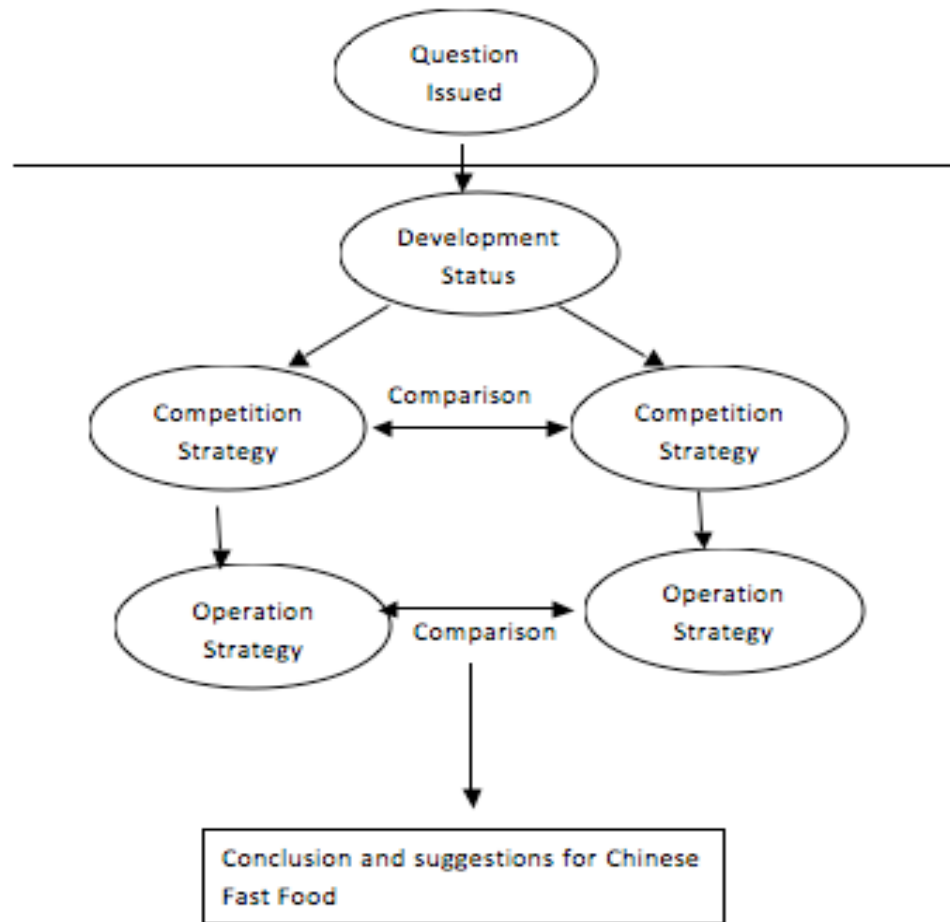 Question
Issued
Development
Status
Comparison
Competition
Strategy
Competition
Strategy
Operation
Strategy
Operation
Strategy
Comparison
Conclusion and suggestions for Chinese
Fast Food